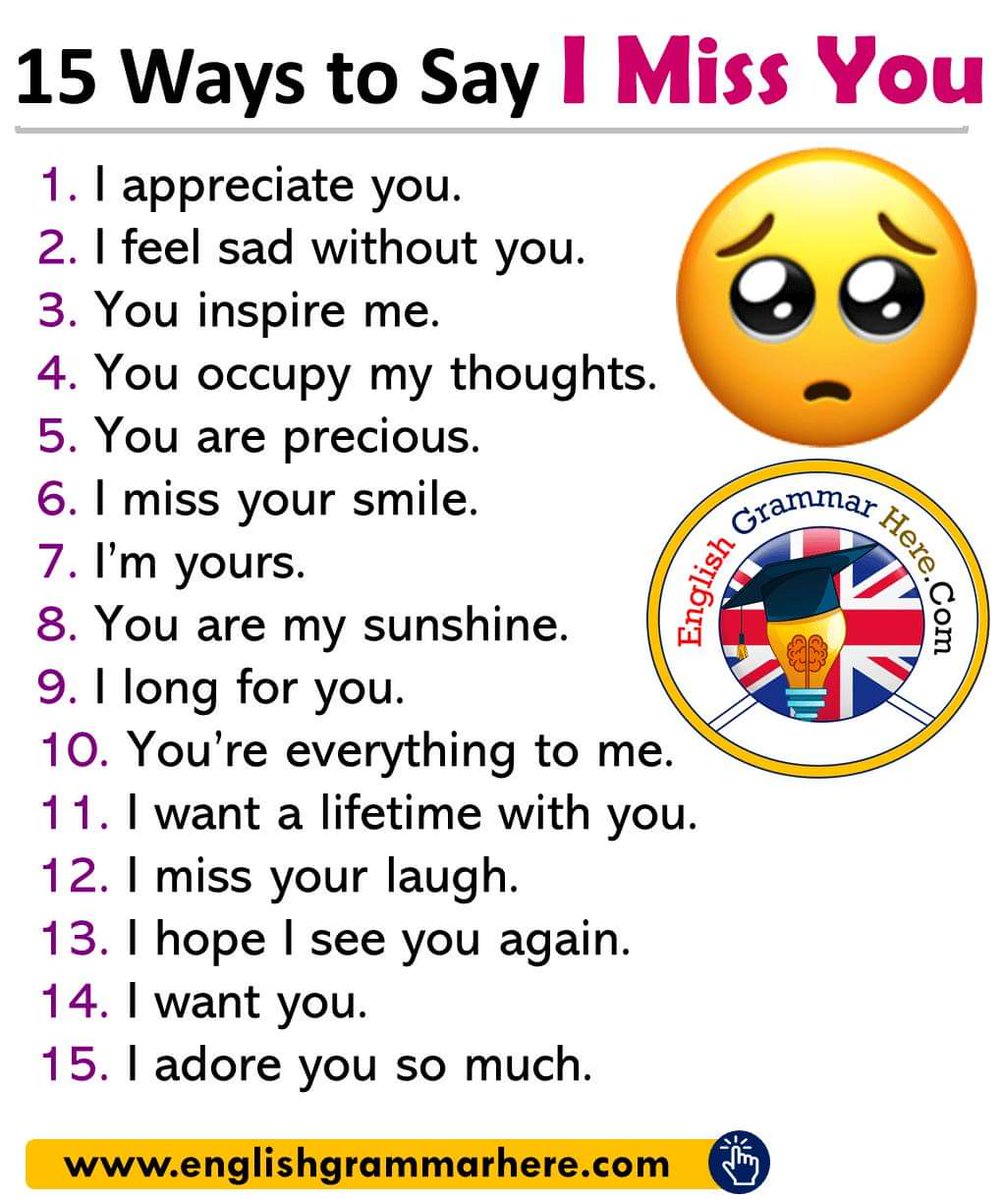 15 Ways to Say I Miss You
1. I appreciate you.
2. I feel sad without you.
3. You inspire me.
4. You occupy my thoughts.
5. You are precious.
6. I miss your smile.
7. I’m yours.
8. You are my sunshine.
9. I long for you.
10. You’re everything to me.
11. I want a lifetime with you.
12. I miss your laugh.
13. I hope I see you again.
14. I want you.
15. I adore you so much.
English Grammar Here.Com
www.englishgrammarhere.com